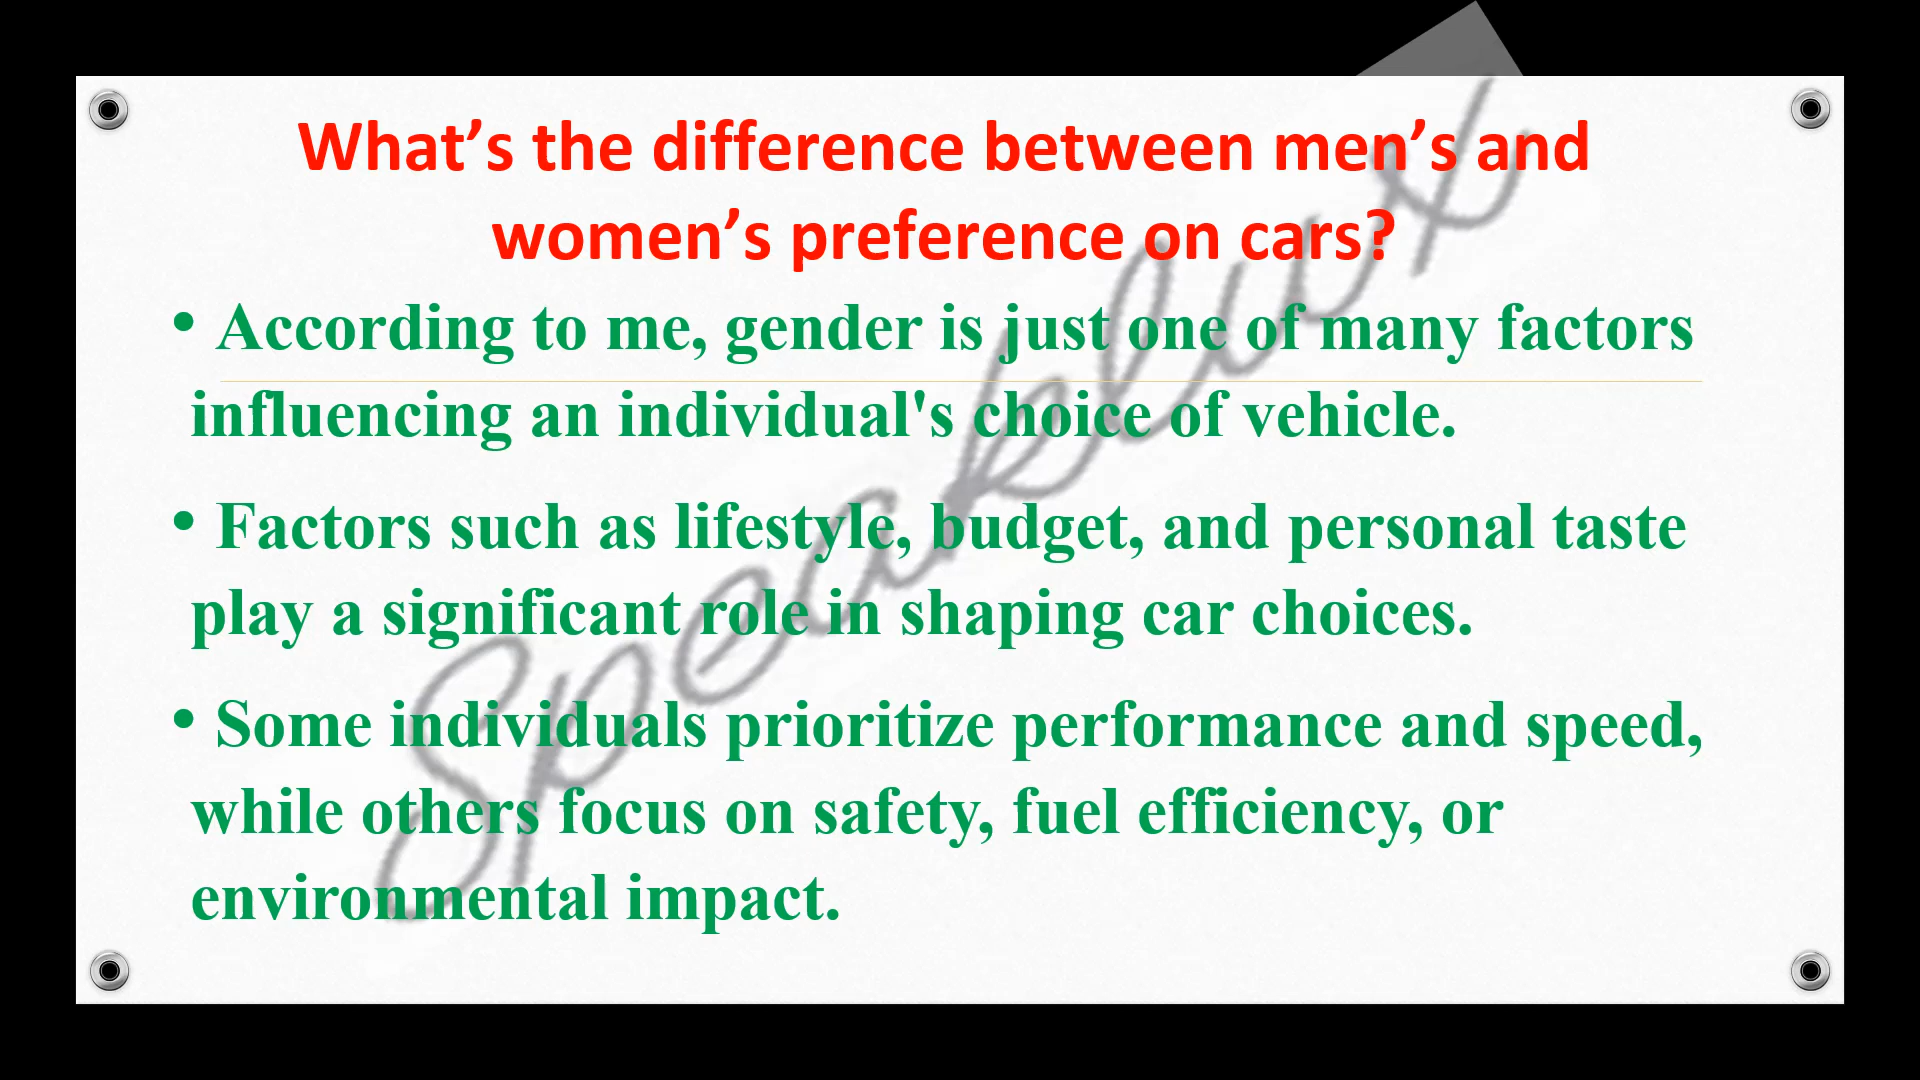 What’s the difference between men’s and
women’s preference on cars?
• According to me, gender is just one of many factors
influencing an individual's choice of vehicle.
• Factors such as lifestyle, budget, and personal taste
play a significant role in shaping car choices.
• Some individuals prioritize performance and speed,
while others focus on safety, fuel efficiency, or
environmental impact.
Speaklux